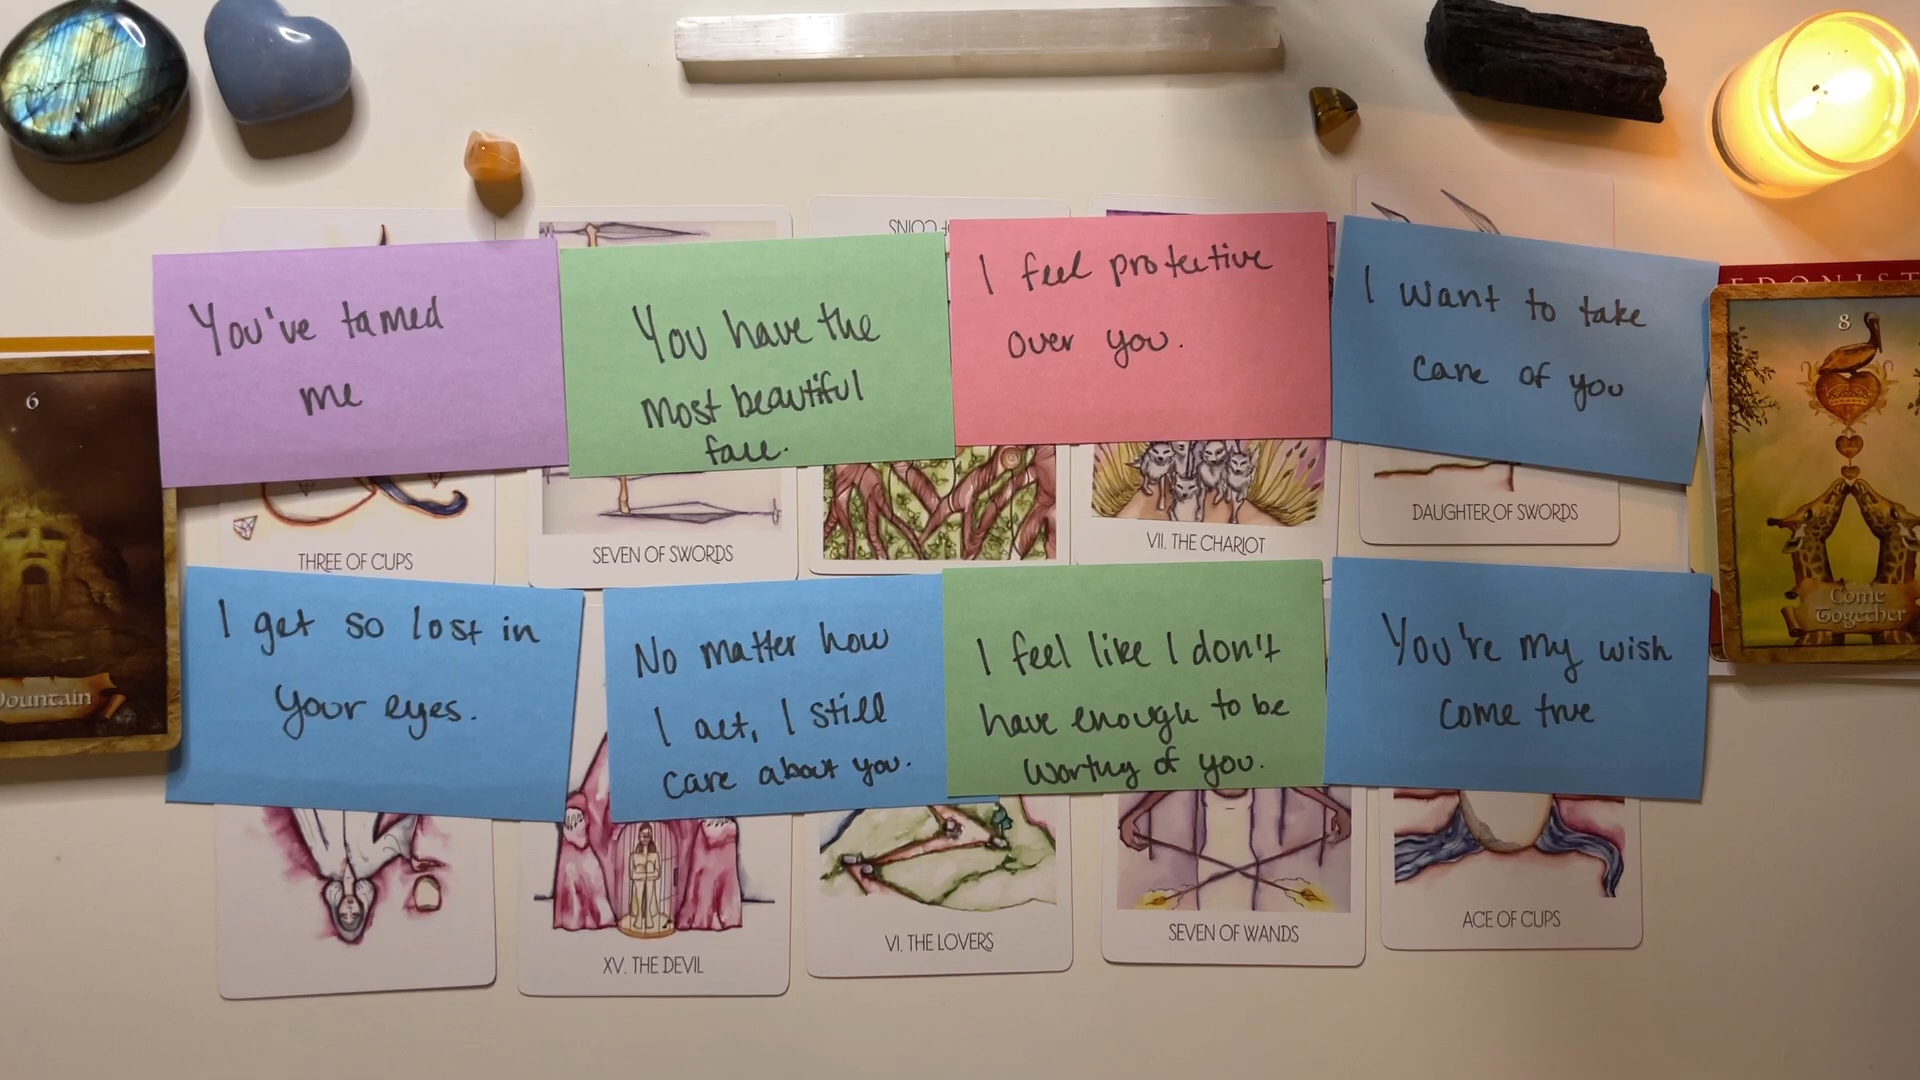 You've tamed
me
You have the
most beautiful
face.
I feel protective
over you.
I want to take
care of you
COINS
6
8
Come
Together
THREE OF CUPS
SEVEN OF SWORDS
VII. THE CHARIOT
DAUGHTER OF SWORDS
I get so lost in
your eyes.
No matter how
I act, I still
care about you.
I feel like I don't
have enough to be
worthy of you.
You're my wish
come true
XV. THE DEVIL
VI. THE LOVERS
SEVEN OF WANDS
ACE OF CUPS